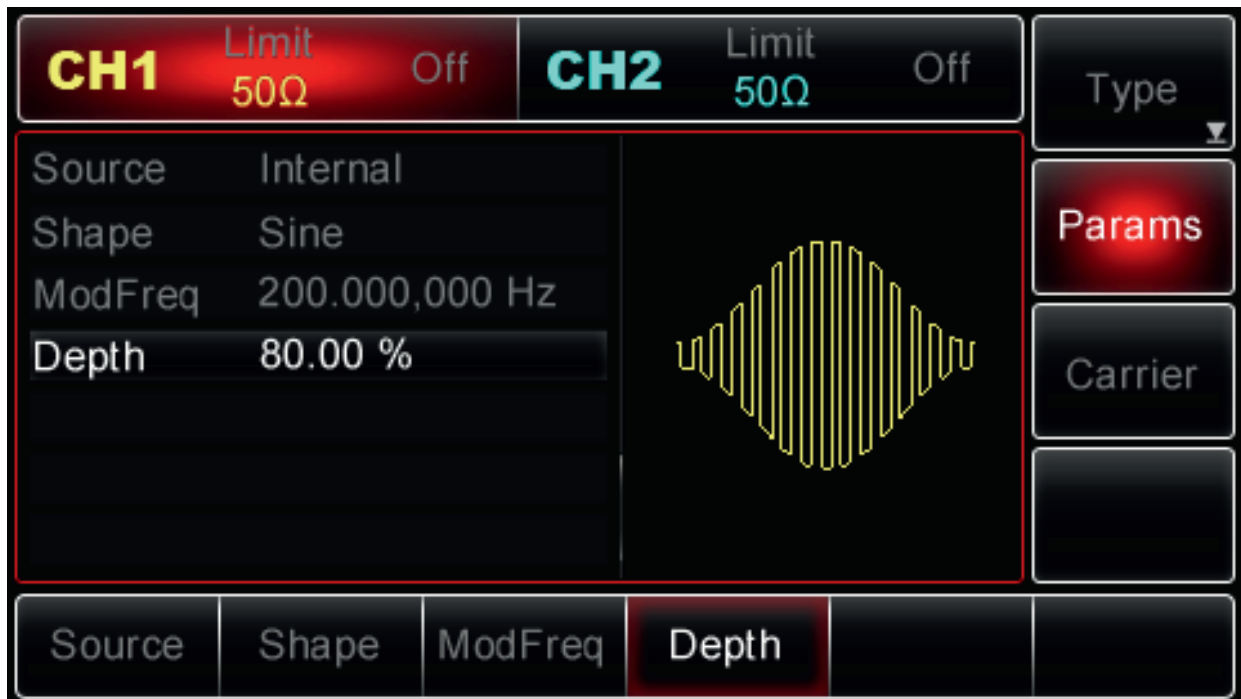 CH1 Limit 50Ω Off CH2 Limit 50Ω Off
Type
Source Internal
Shape Sine
ModFreq 200.000,000 Hz
Depth 80.00 %
Params
Carrier
Source Shape ModFreq Depth